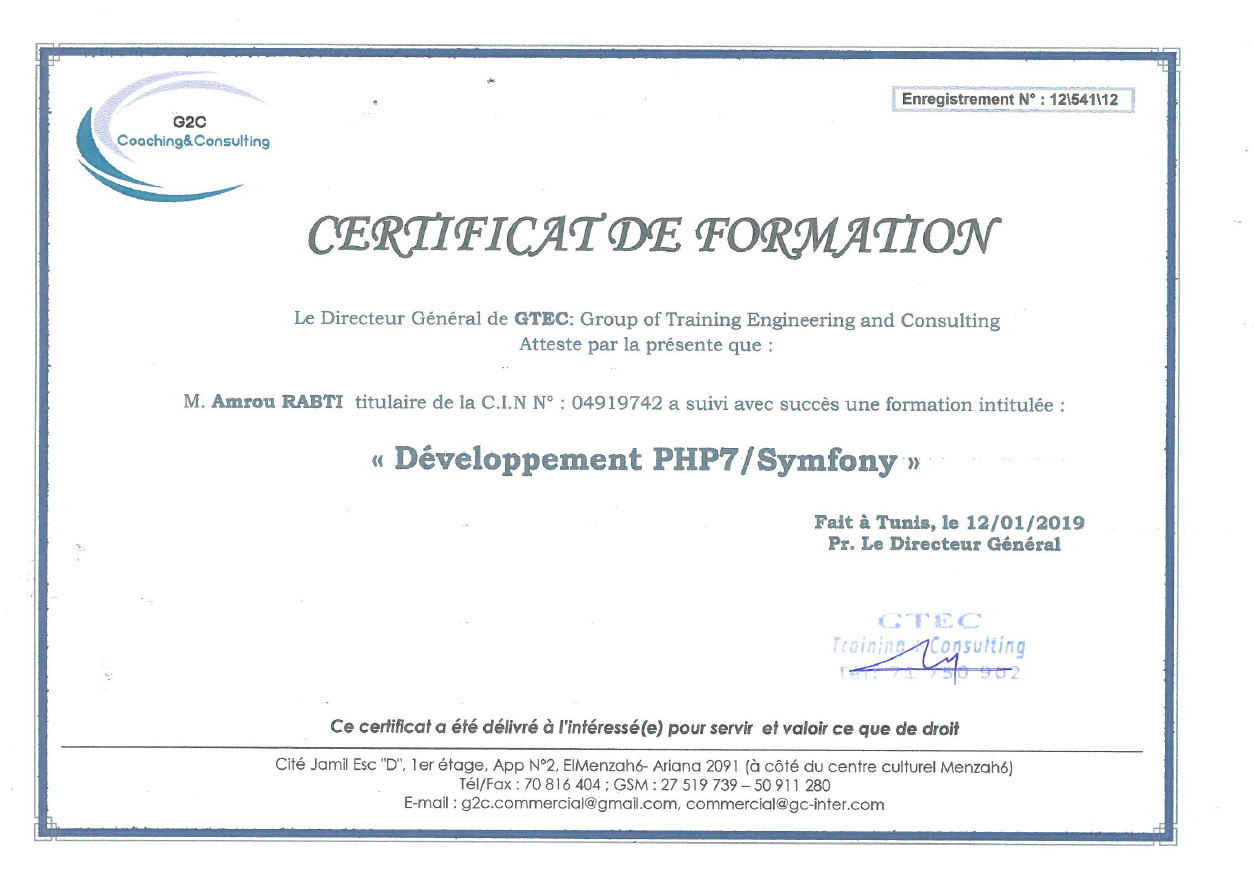 G2C
Coaching&Consulting
Enregistrement N° : 12\541\12
CERTIFICAT DE FORMATION
Le Directeur Général de GTEC: Group of Training Engineering and Consulting
Atteste par la présente que :
M. Amrou RABTI titulaire de la C.I.N N° : 04919742 a suivi avec succès une formation intitulée :
« Développement PHP7/Symfony »
Fait à Tunis, le 12/01/2019
Pr. Le Directeur Général
GTEC
Training & Consulting
Tel: 71 750 902
Ce certificat a été délivré à l'intéressé(e) pour servir et valoir ce que de droit
Cité Jamil Esc "D", 1er étage, App N°2, ElMenzah6- Ariana 2091 (à côté du centre culturel Menzah6)
Tél/Fax : 70 816 404 ; GSM : 27 519 739 – 50 911 280
E-mail : g2c.commercial@gmail.com, commercial@gc-inter.com